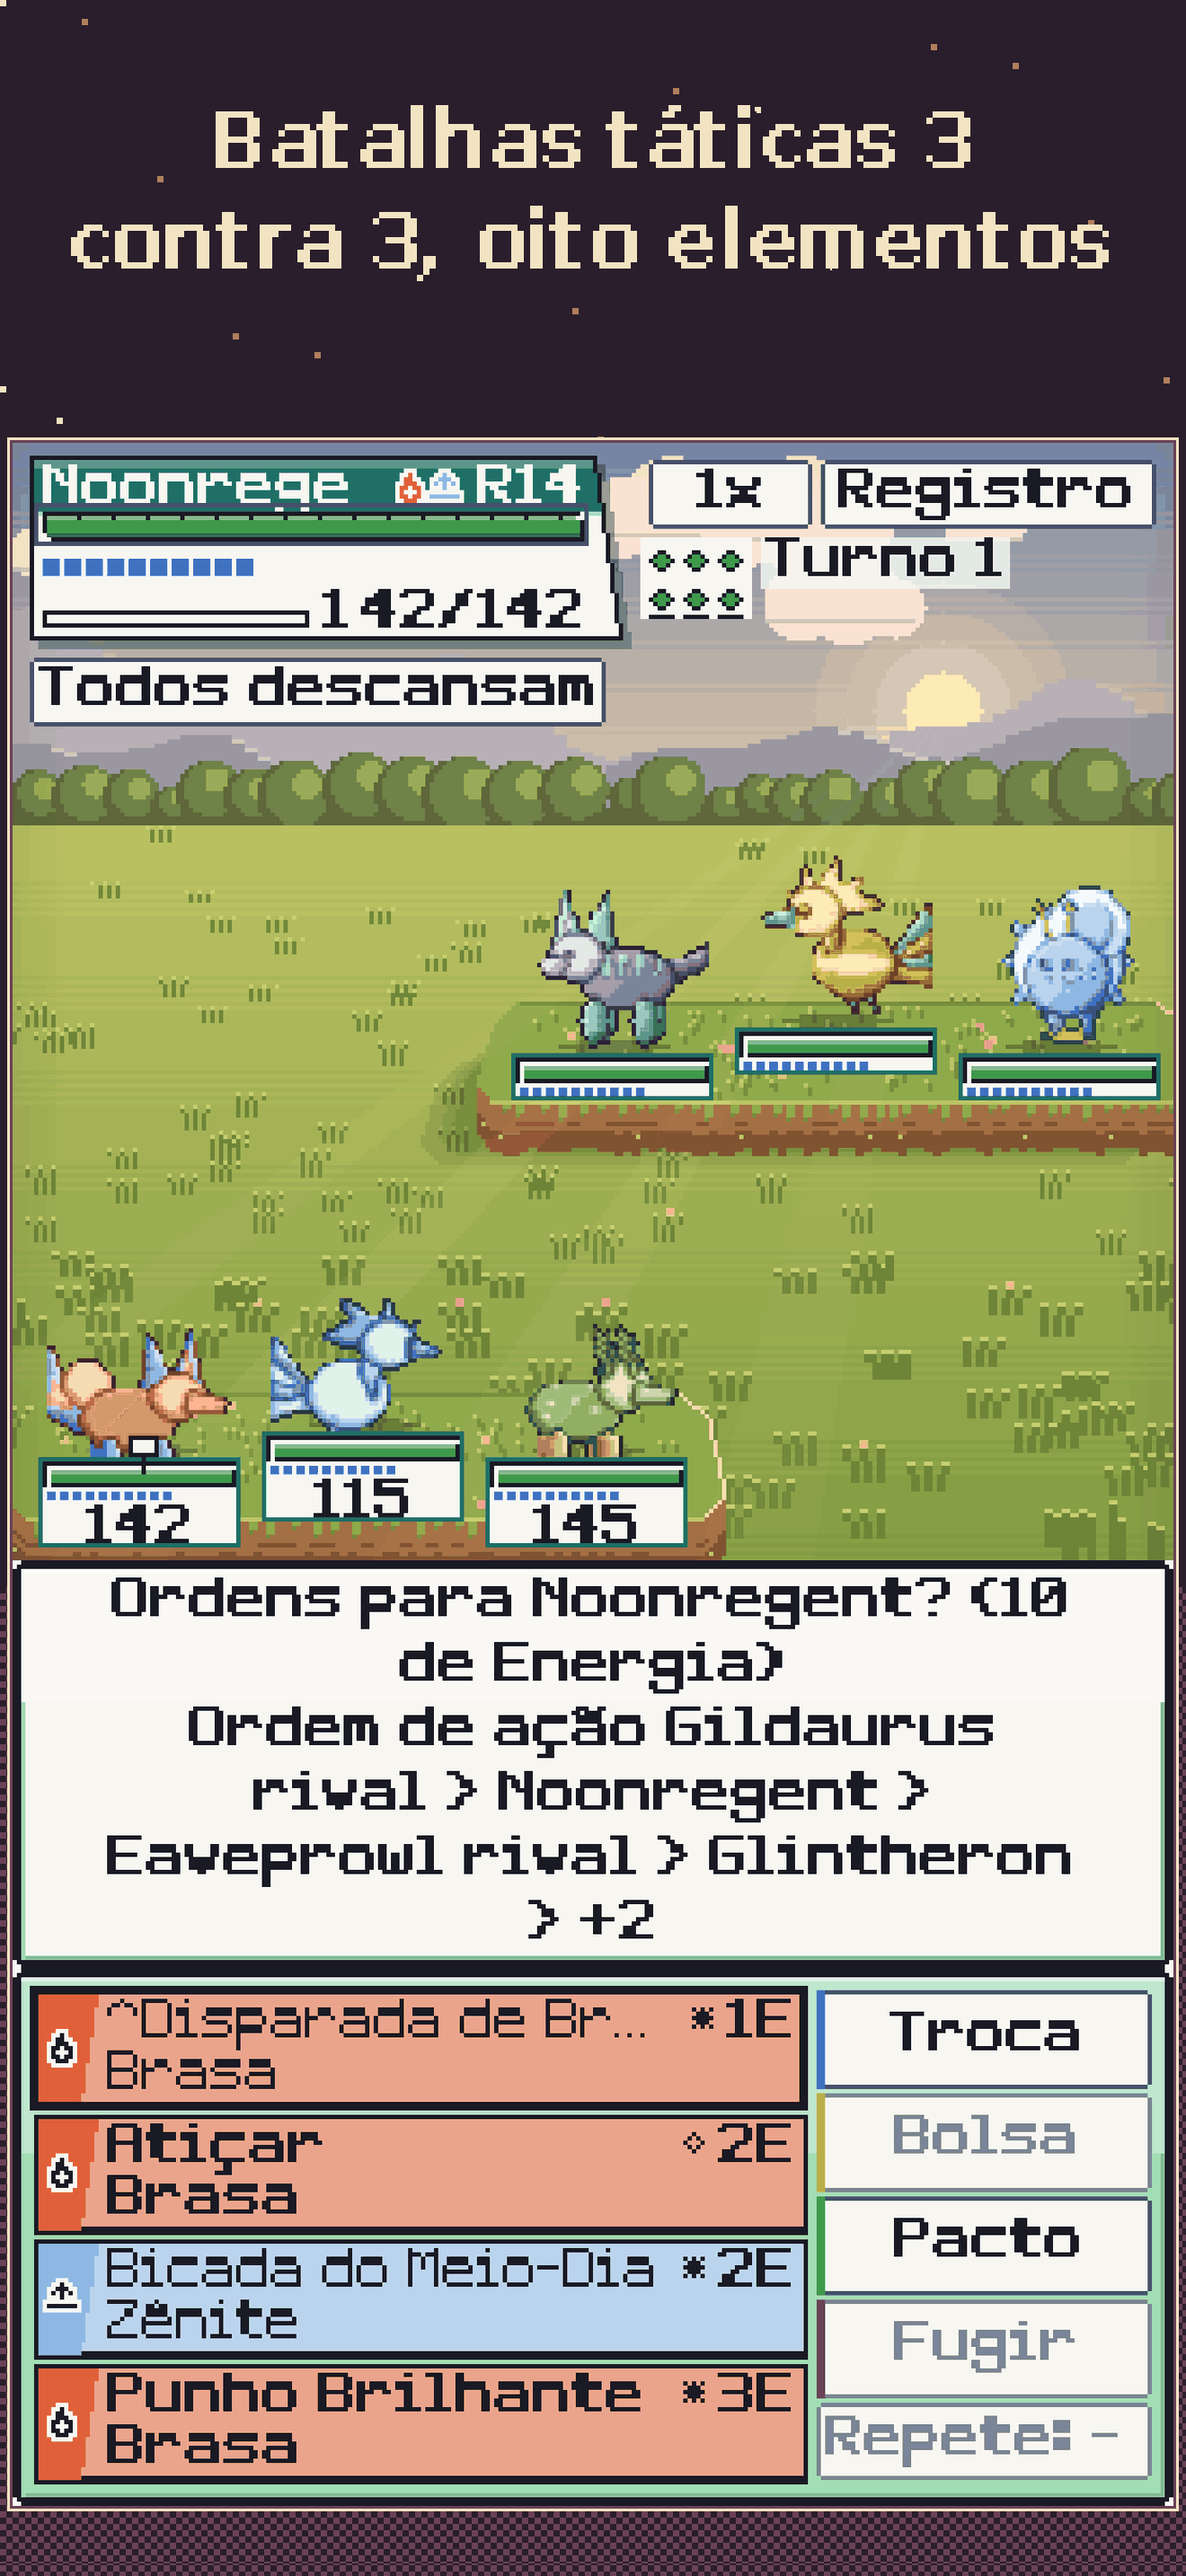 Batalhas táticas 3
contra 3, oito elementos
Noonrege R14
1x
Registro
Turno 1
142/142
Todos descansam
142
115
145
Ordens para Noonregent? (10
de Energia)
Ordem de ação Gildaurus
rival > Noonregent >
Eaveprowl rival > Glintheron
> +2
^Disparada de Br... *1E
Brasa
Atiçar ◇2E
Brasa
Bicada do Meio-Dia *2E
Zênite
Punho Brilhante *3E
Brasa
Troca
Bolsa
Pacto
Fugir
Repete: -